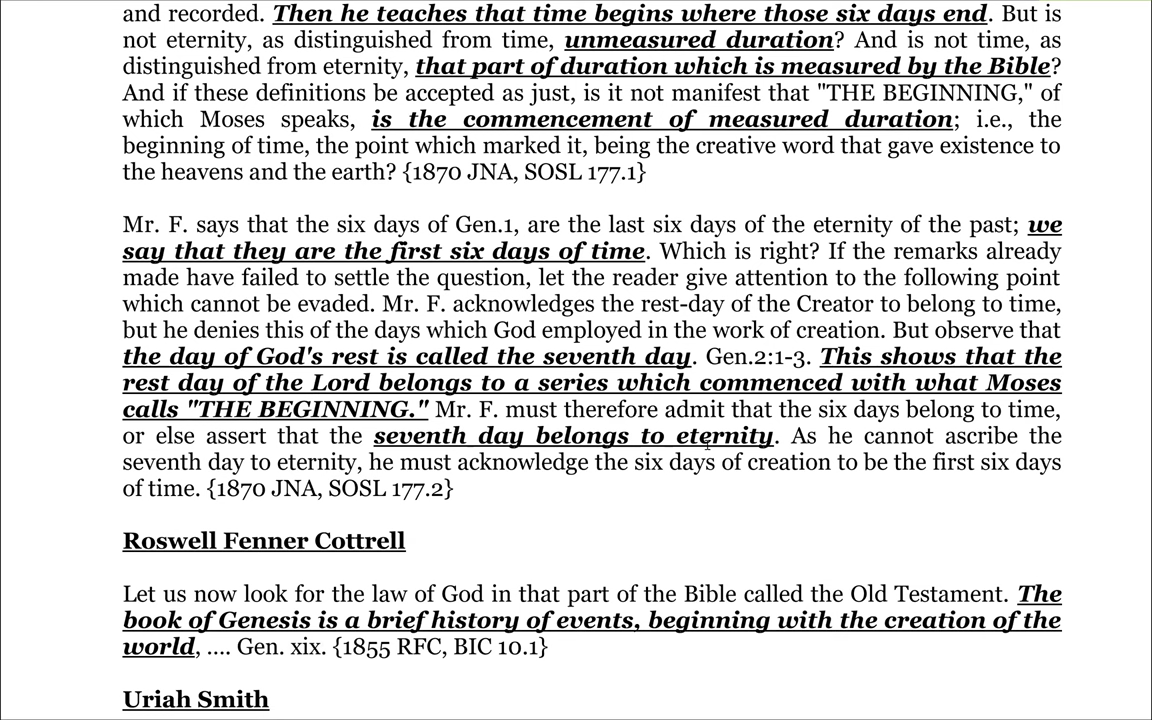 and recorded. Then he teaches that time begins where those six days end. But is
not eternity, as distinguished from time, unmeasured duration? And is not time, as
distinguished from eternity, that part of duration which is measured by the Bible?
And if these definitions be accepted as just, is it not manifest that "THE BEGINNING," of
which Moses speaks, is the commencement of measured duration; i.e., the
beginning of time, the point which marked it, being the creative word that gave existence to
the heavens and the earth? {1870 JNA, SOSL 177.1}
Mr. F. says that the six days of Gen.1, are the last six days of the eternity of the past; we
say that they are the first six days of time. Which is right? If the remarks already
made have failed to settle the question, let the reader give attention to the following point
which cannot be evaded. Mr. F. acknowledges the rest-day of the Creator to belong to time,
but he denies this of the days which God employed in the work of creation. But observe that
the day of God's rest is called the seventh day. Gen.2:1-3. This shows that the
rest day of the Lord belongs to a series which commenced with what Moses
calls "THE BEGINNING." Mr. F. must therefore admit that the six days belong to time,
or else assert that the seventh day belongs to eternity. As he cannot ascribe the
seventh day to eternity, he must acknowledge the six days of creation to be the first six days
of time. {1870 JNA, SOSL 177.2}
Roswell Fenner Cottrell
Let us now look for the law of God in that part of the Bible called the Old Testament. The
book of Genesis is a brief history of events, beginning with the creation of the
world, .... Gen. xix. {1855 RFC, BIC 10.1}
Uriah Smith